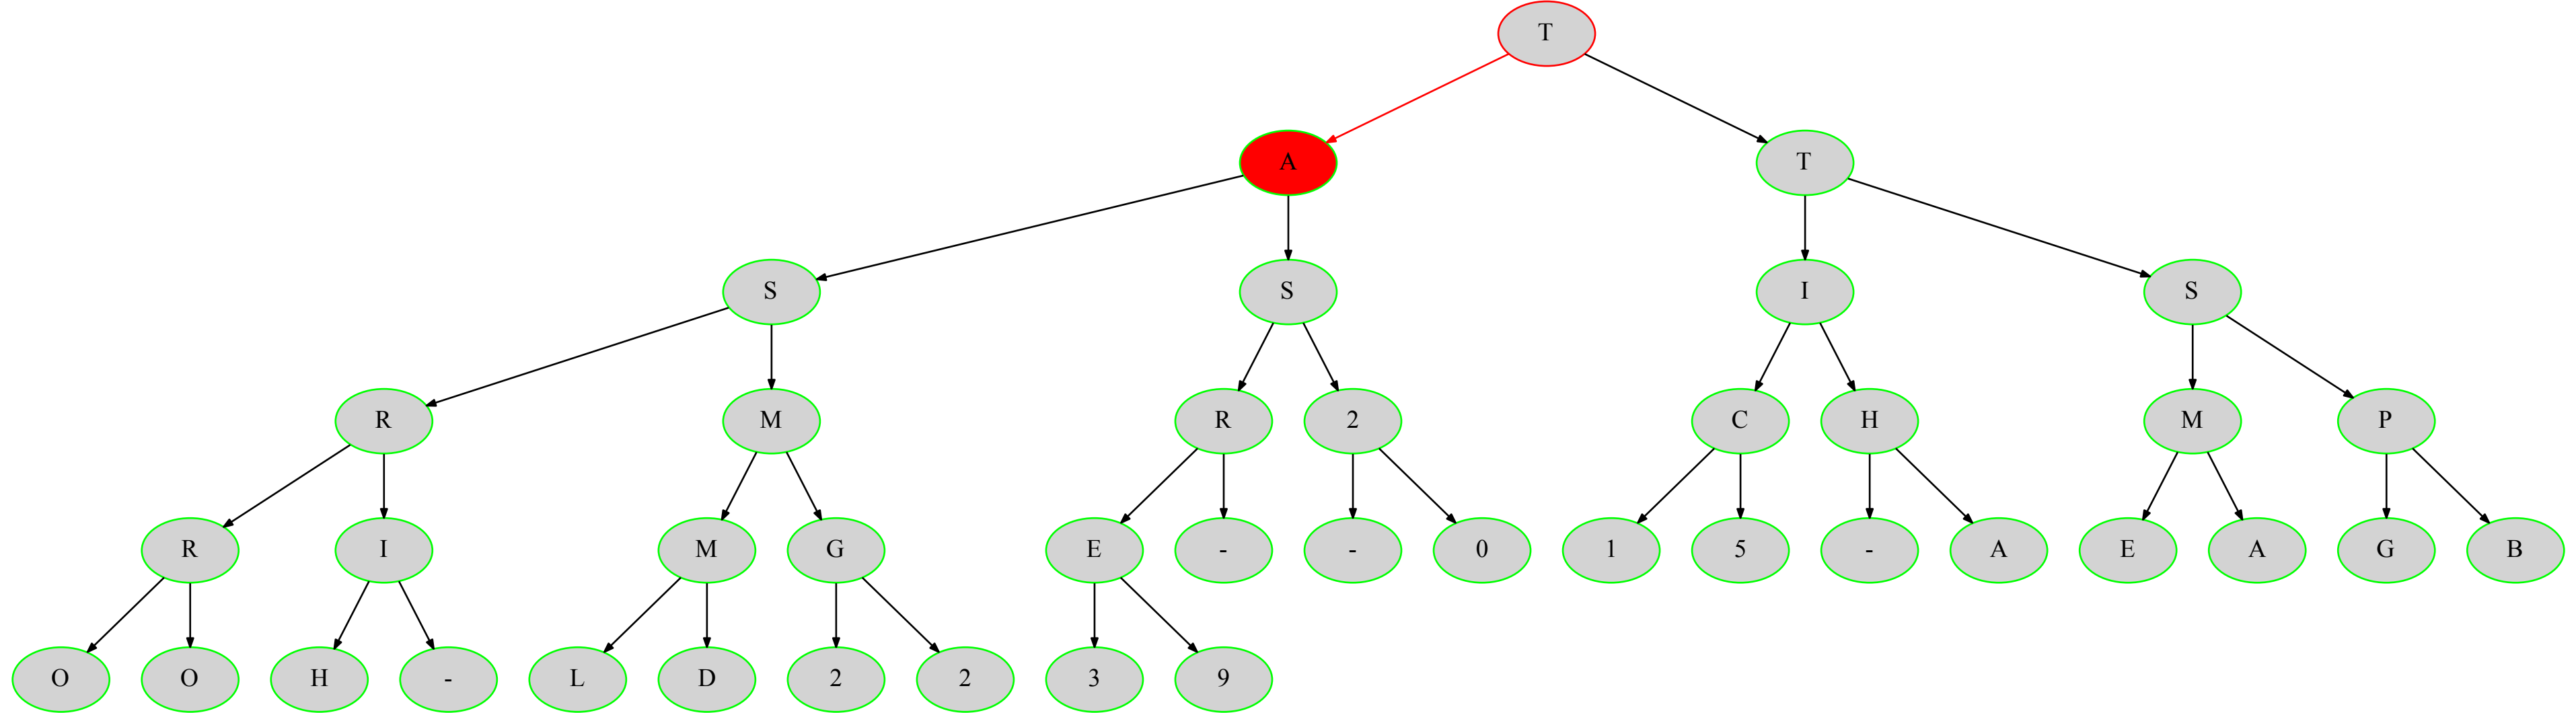 T
A T
S S I S
R M R 2 C H M P
R I M G E - - 0 1 5 - A E A G B
O O H - L D 2 2 3 9